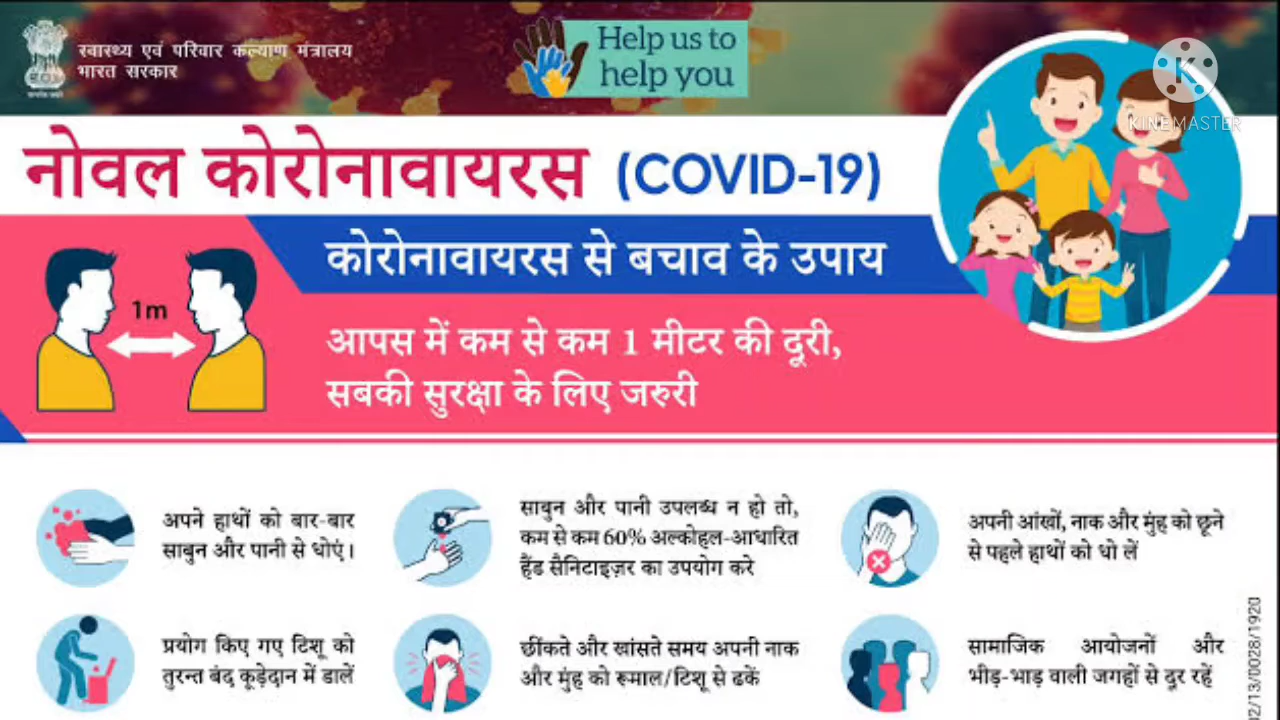 स्वास्थ्य एवं परिवार कल्याण मंत्रालय
भारत सरकार
Help us to
help you
K
KINEMASTER
नोवल कोरोनावायरस (COVID-19)
कोरोनावायरस से बचाव के उपाय
1m
आपस में कम से कम 1 मीटर की दूरी,
सबकी सुरक्षा के लिए जरुरी
अपने हाथों को बार-बार
साबुन और पानी से धोएं।
साबुन और पानी उपलब्ध न हो तो,
कम से कम 60% अल्कोहल-आधारित
हैंड सैनिटाइज़र का उपयोग करे
अपनी आंखों, नाक और मुंह को छूने
से पहले हाथों को धो लें
प्रयोग किए गए टिशू को
तुरन्त बंद कूड़ेदान में डालें
छींकते और खांसते समय अपनी नाक
और मुंह को रूमाल/टिशू से ढकें
सामाजिक आयोजनों और
भीड़-भाड़ वाली जगहों से दूर रहें
02/13/0028/1920